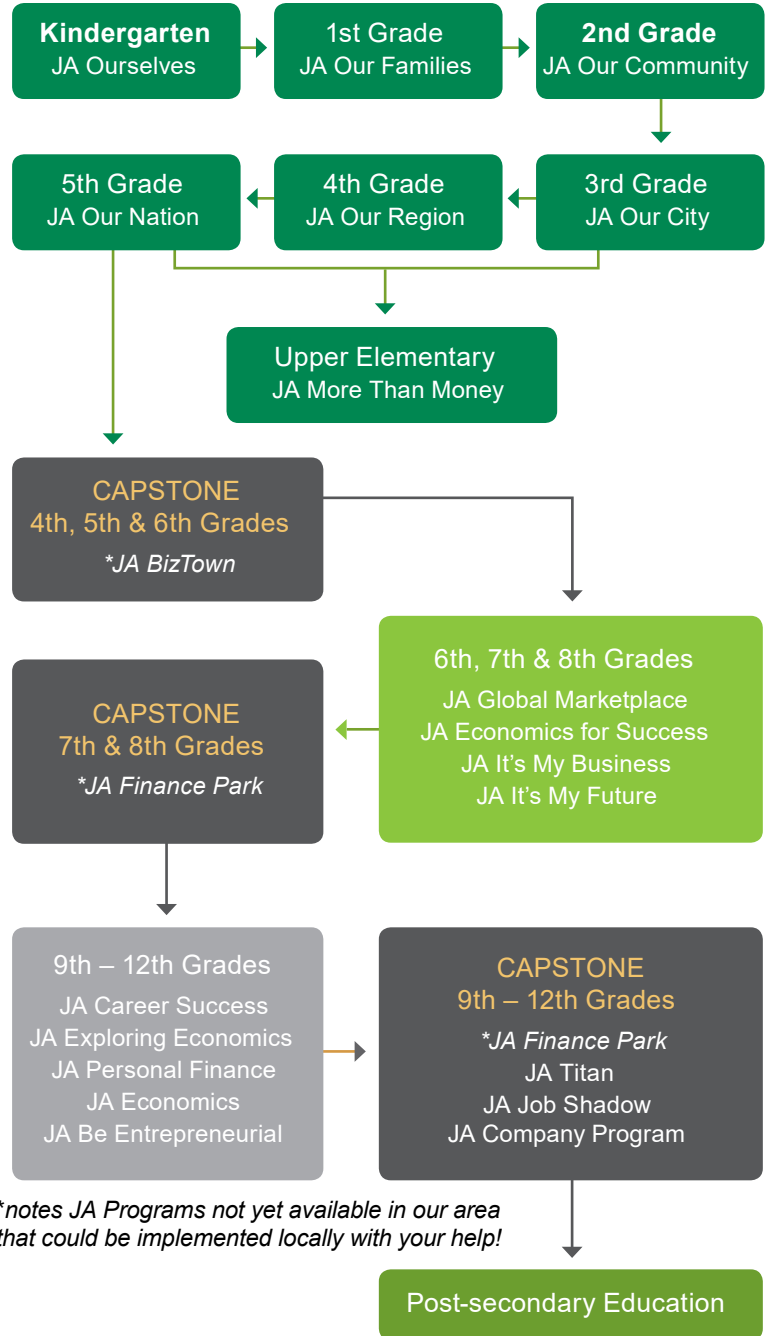 Kindergarten
JA Ourselves
1st Grade
JA Our Families
2nd Grade
JA Our Community
5th Grade
JA Our Nation
4th Grade
JA Our Region
3rd Grade
JA Our City
Upper Elementary
JA More Than Money
CAPSTONE
4th, 5th & 6th Grades
*JA BizTown
6th, 7th & 8th Grades
JA Global Marketplace
JA Economics for Success
JA It's My Business
JA It's My Future
CAPSTONE
7th & 8th Grades
*JA Finance Park
9th – 12th Grades
JA Career Success
JA Exploring Economics
JA Personal Finance
JA Economics
JA Be Entrepreneurial
CAPSTONE
9th – 12th Grades
*JA Finance Park
JA Titan
JA Job Shadow
JA Company Program
*notes JA Programs not yet available in our area
that could be implemented locally with your help!
Post-secondary Education